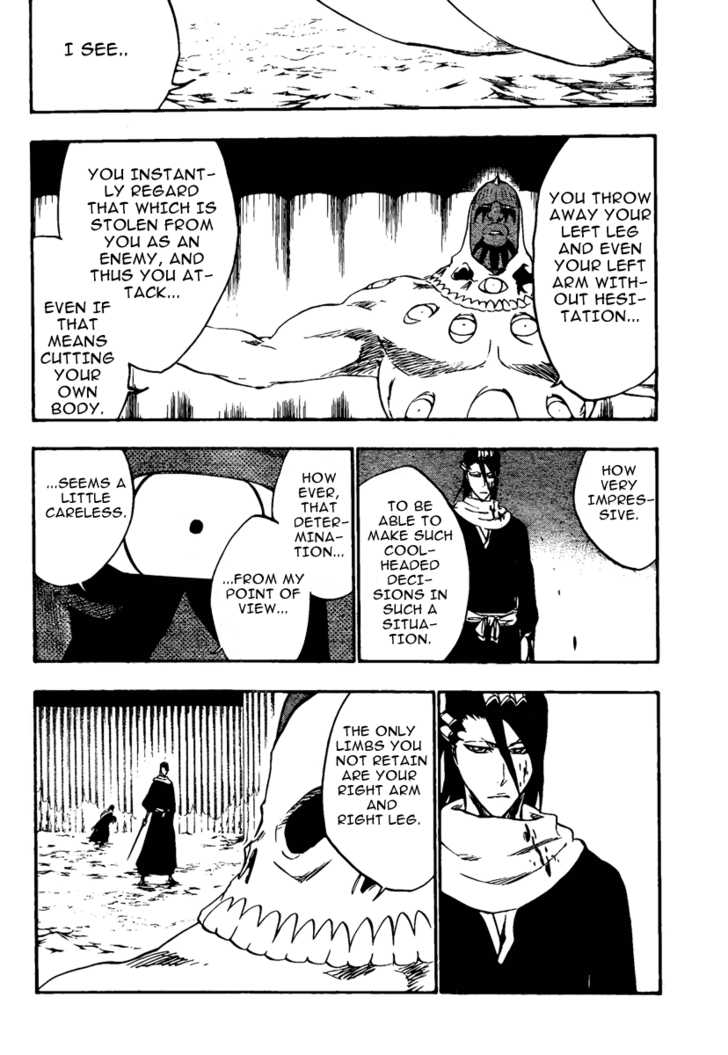 I SEE..
YOU THROW
AWAY YOUR
LEFT LEG
AND EVEN
YOUR LEFT
ARM WITH-
OUT HESI-
TATION...
YOU INSTANT-
LY REGARD
THAT WHICH IS
STOLEN FROM
YOU AS AN
ENEMY, AND
THUS YOU AT-
TACK...
EVEN IF
THAT
MEANS
CUTTING
YOUR
OWN
BODY.
HOW
VERY
IMPRES-
SIVE.
TO BE
ABLE TO
MAKE SUCH
COOL-
HEADED
DECI-
SIONS IN
SUCH A
SITUA-
TION.
HOW
EVER,
THAT
DETER-
MINA-
TION...
...FROM MY
POINT OF
VIEW...
...SEEMS A
LITTLE
CARELESS.
THE ONLY
LIMBS YOU
NOT RETAIN
ARE YOUR
RIGHT ARM
AND
RIGHT LEG.